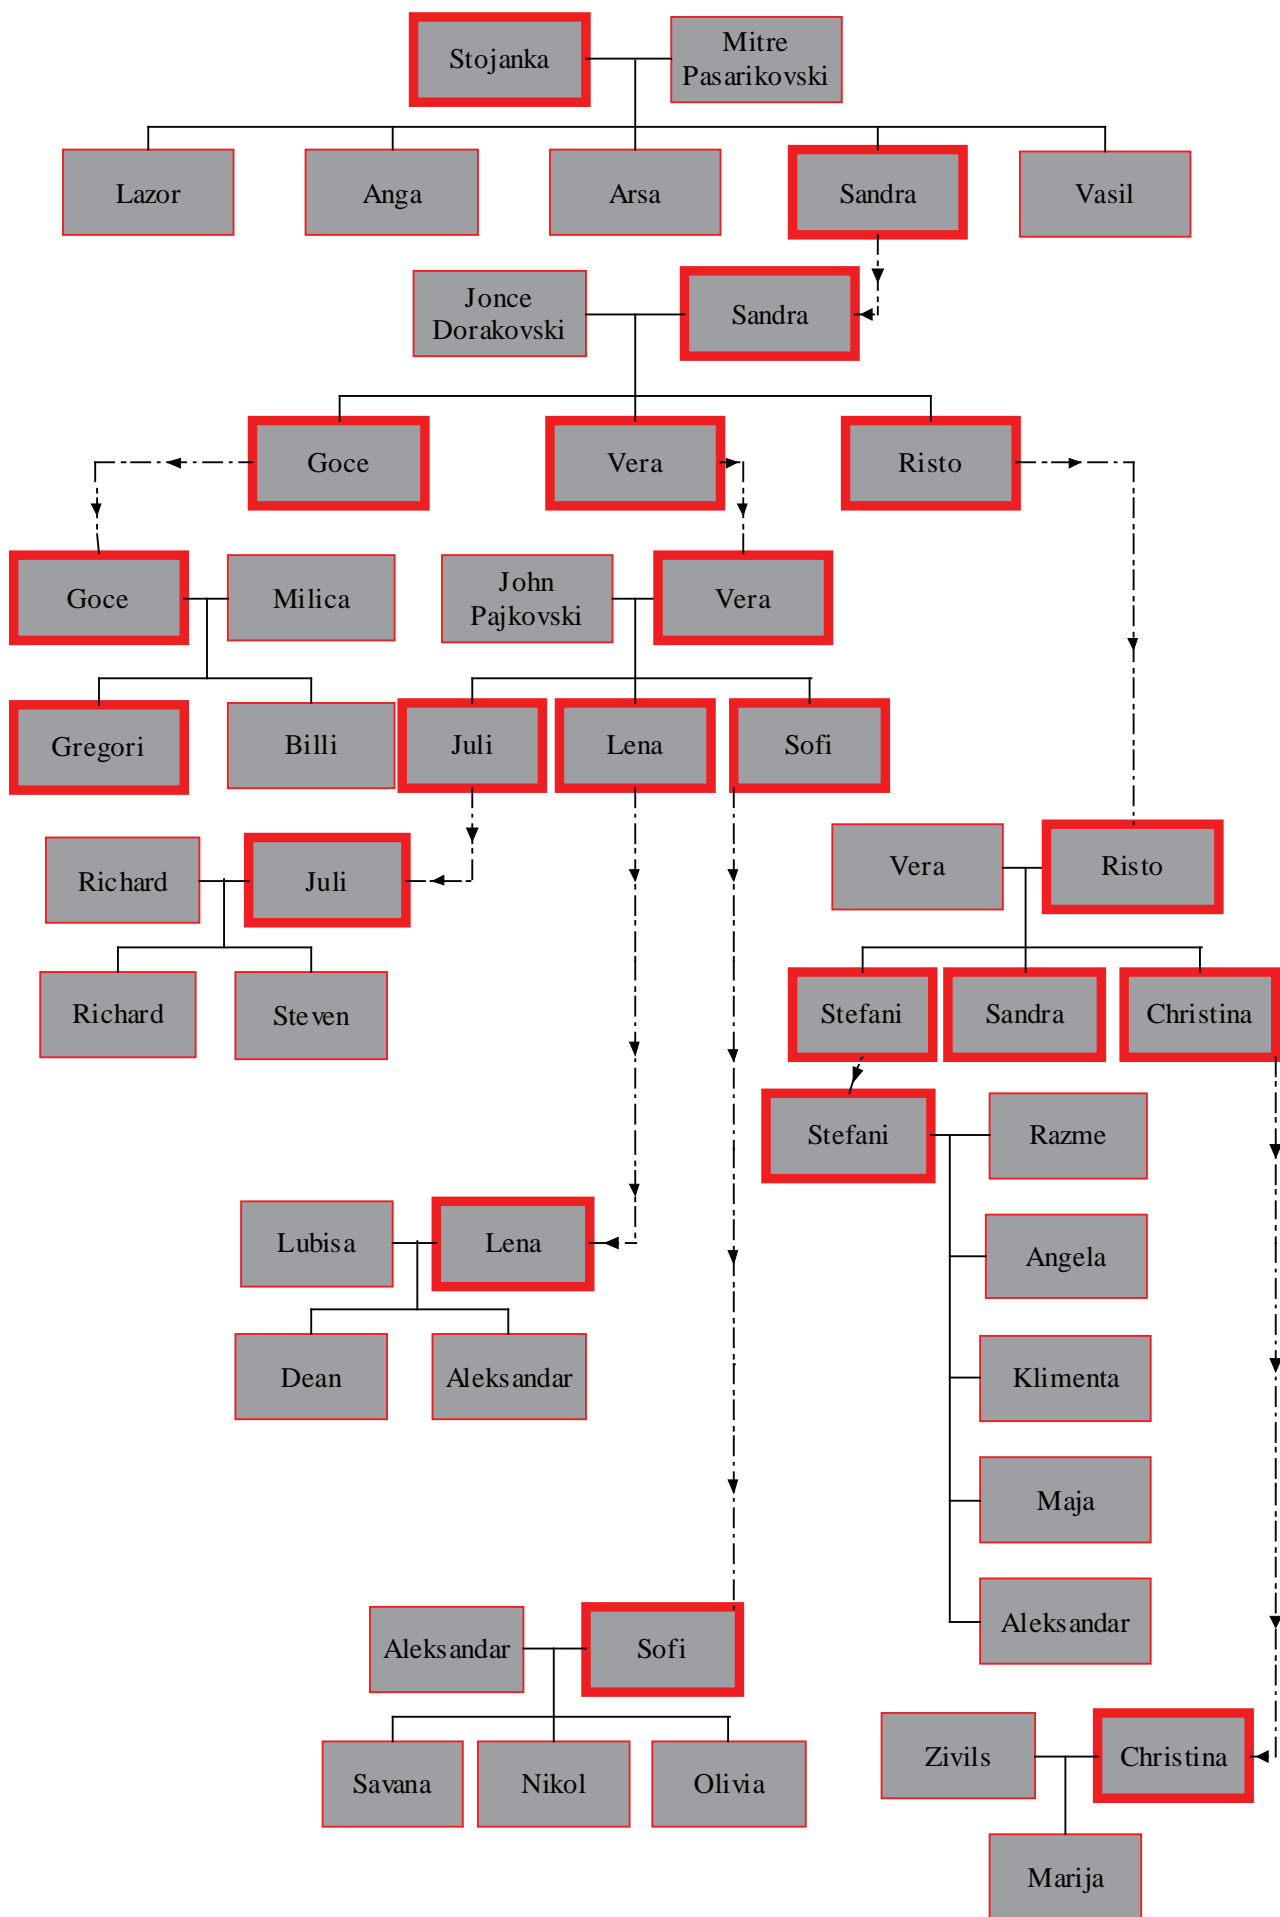 Stojanka
Mitre
Pasarikovski
Lazor
Anga
Arsa
Sandra
Vasil
Jonce
Dorakovski
Sandra
Goce
Vera
Risto
Goce
Milica
John
Pajkovski
Vera
Gregori
Billi
Juli
Lena
Sofi
Richard
Juli
Vera
Risto
Richard
Steven
Stefani
Sandra
Christina
Stefani
Razme
Lubisa
Lena
Angela
Dean
Aleksandar
Klimenta
Maja
Aleksandar
Aleksandar
Sofi
Savana
Nikol
Olivia
Zivils
Christina
Marija